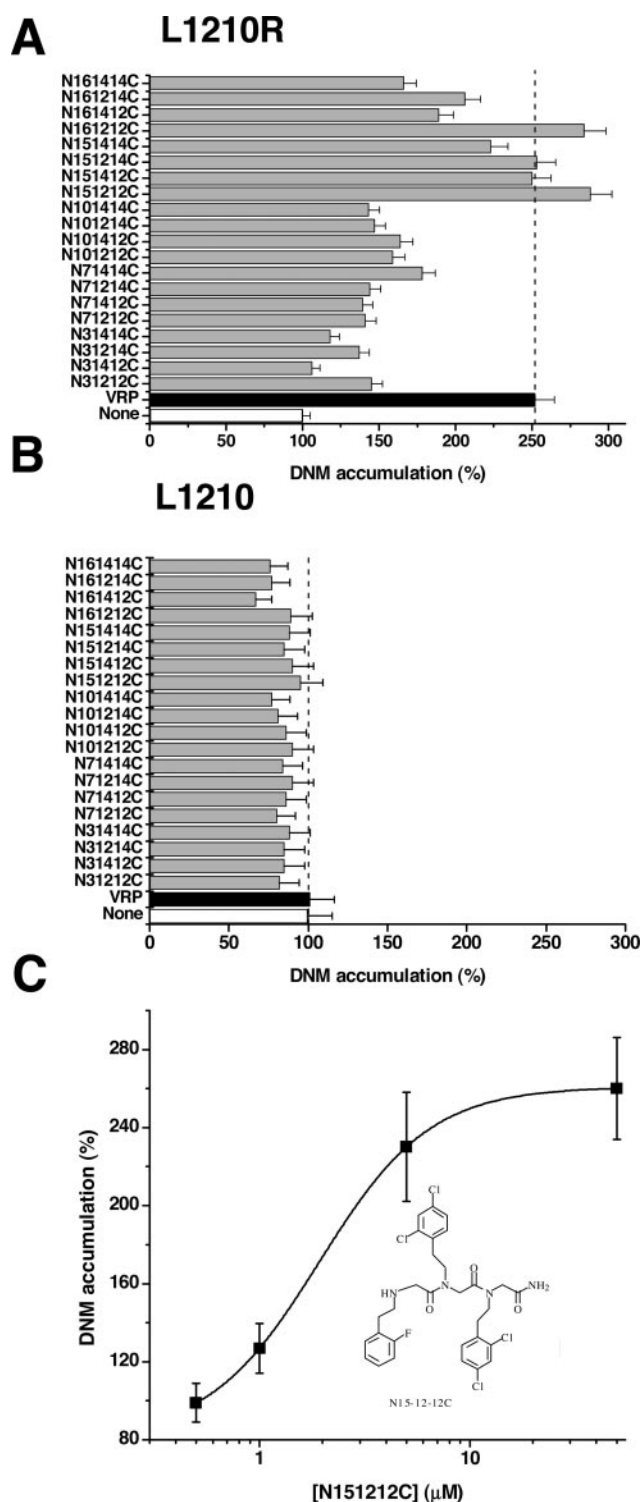 A
L1210R
N161414C
N161214C
N161412C
N161212C
N151414C
N151214C
N151412C
N151212C
N101414C
N101214C
N101412C
N101212C
N71414C
N71214C
N71412C
N71212C
N31414C
N31214C
N31412C
N31212C
VRP
None
0 50 100 150 200 250 300
DNM accumulation (%)
B
L1210
N161414C
N161214C
N161412C
N161212C
N151414C
N151214C
N151412C
N151212C
N101414C
N101214C
N101412C
N101212C
N71414C
N71214C
N71412C
N71212C
N31414C
N31214C
N31412C
N31212C
VRP
None
0 50 100 150 200 250 300
DNM accumulation (%)
C
DNM accumulation (%)
280
240
200
160
120
80
Cl
Cl
HN
O
N
O
N
O
NH2
F
Cl
Cl
N15-12-12C
1 10
[N151212C] (μM)